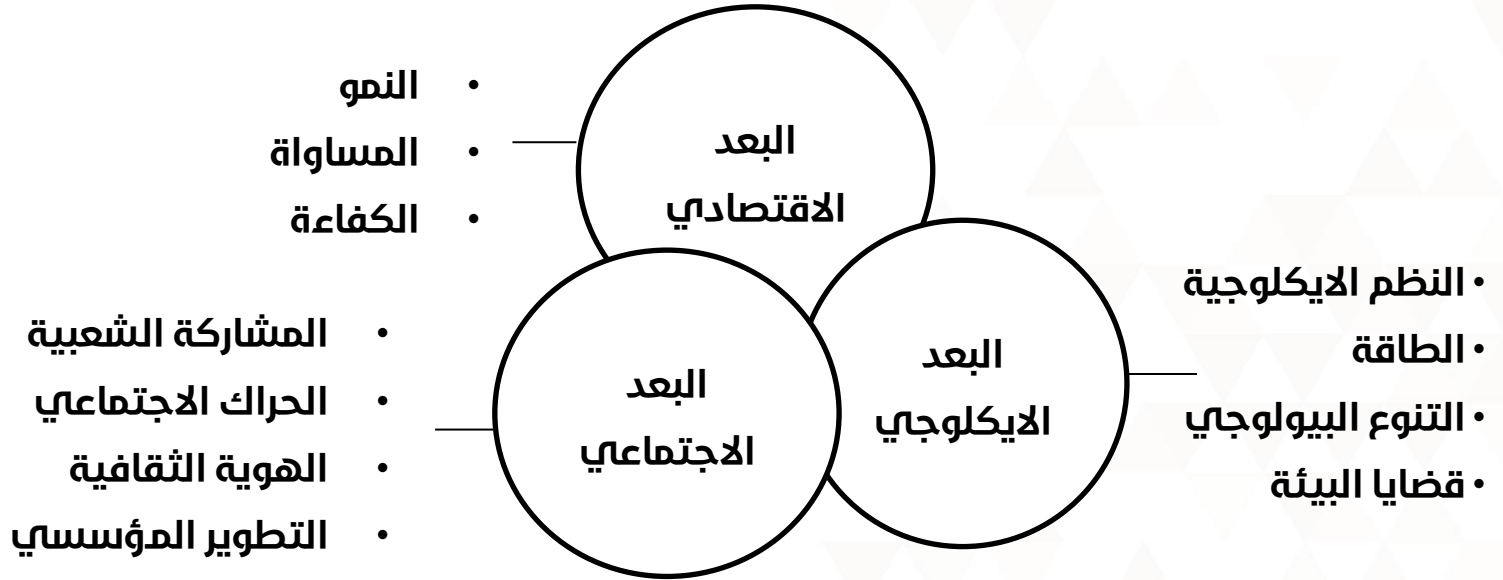 البعد
الاقتصادي
• النمو
• المساواة
• الكفاءة
البعد
الايكلوجي
• النظم الايكلوجية
• الطاقة
• التنوع البيولوجي
• قضايا البيئة
البعد
الاجتماعي
• المشاركة الشعبية
• الحراك الاجتماعي
• الهوية الثقافية
• التطوير المؤسسي